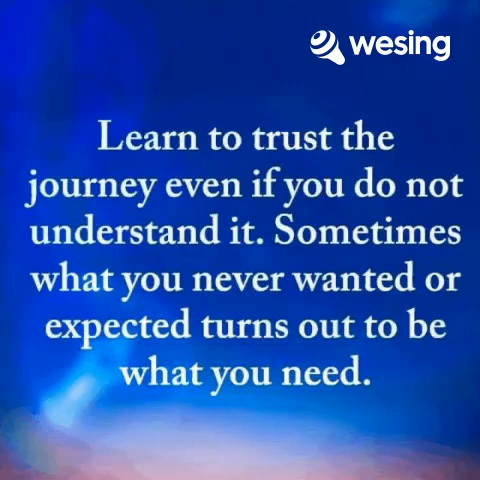 wesing
Learn to trust the
journey even if you do not
understand it. Sometimes
what you never wanted or
expected turns out to be
what you need.